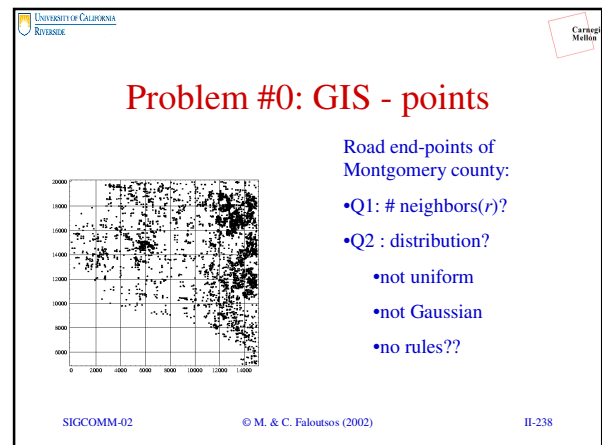 UNIVERSITY OF CALIFORNIA
RIVERSIDE
Carnegi
Mellon
Problem #0: GIS - points
Road end-points of
Montgomery county:
•Q1: # neighbors(r)?
•Q2 : distribution?
•not uniform
•not Gaussian
•no rules??
20000
18000
16000
14000
12000
10000
8000
6000
0 2000 4000 6000 8000 10000 12000 14000
SIGCOMM-02 © M. & C. Faloutsos (2002) II-238